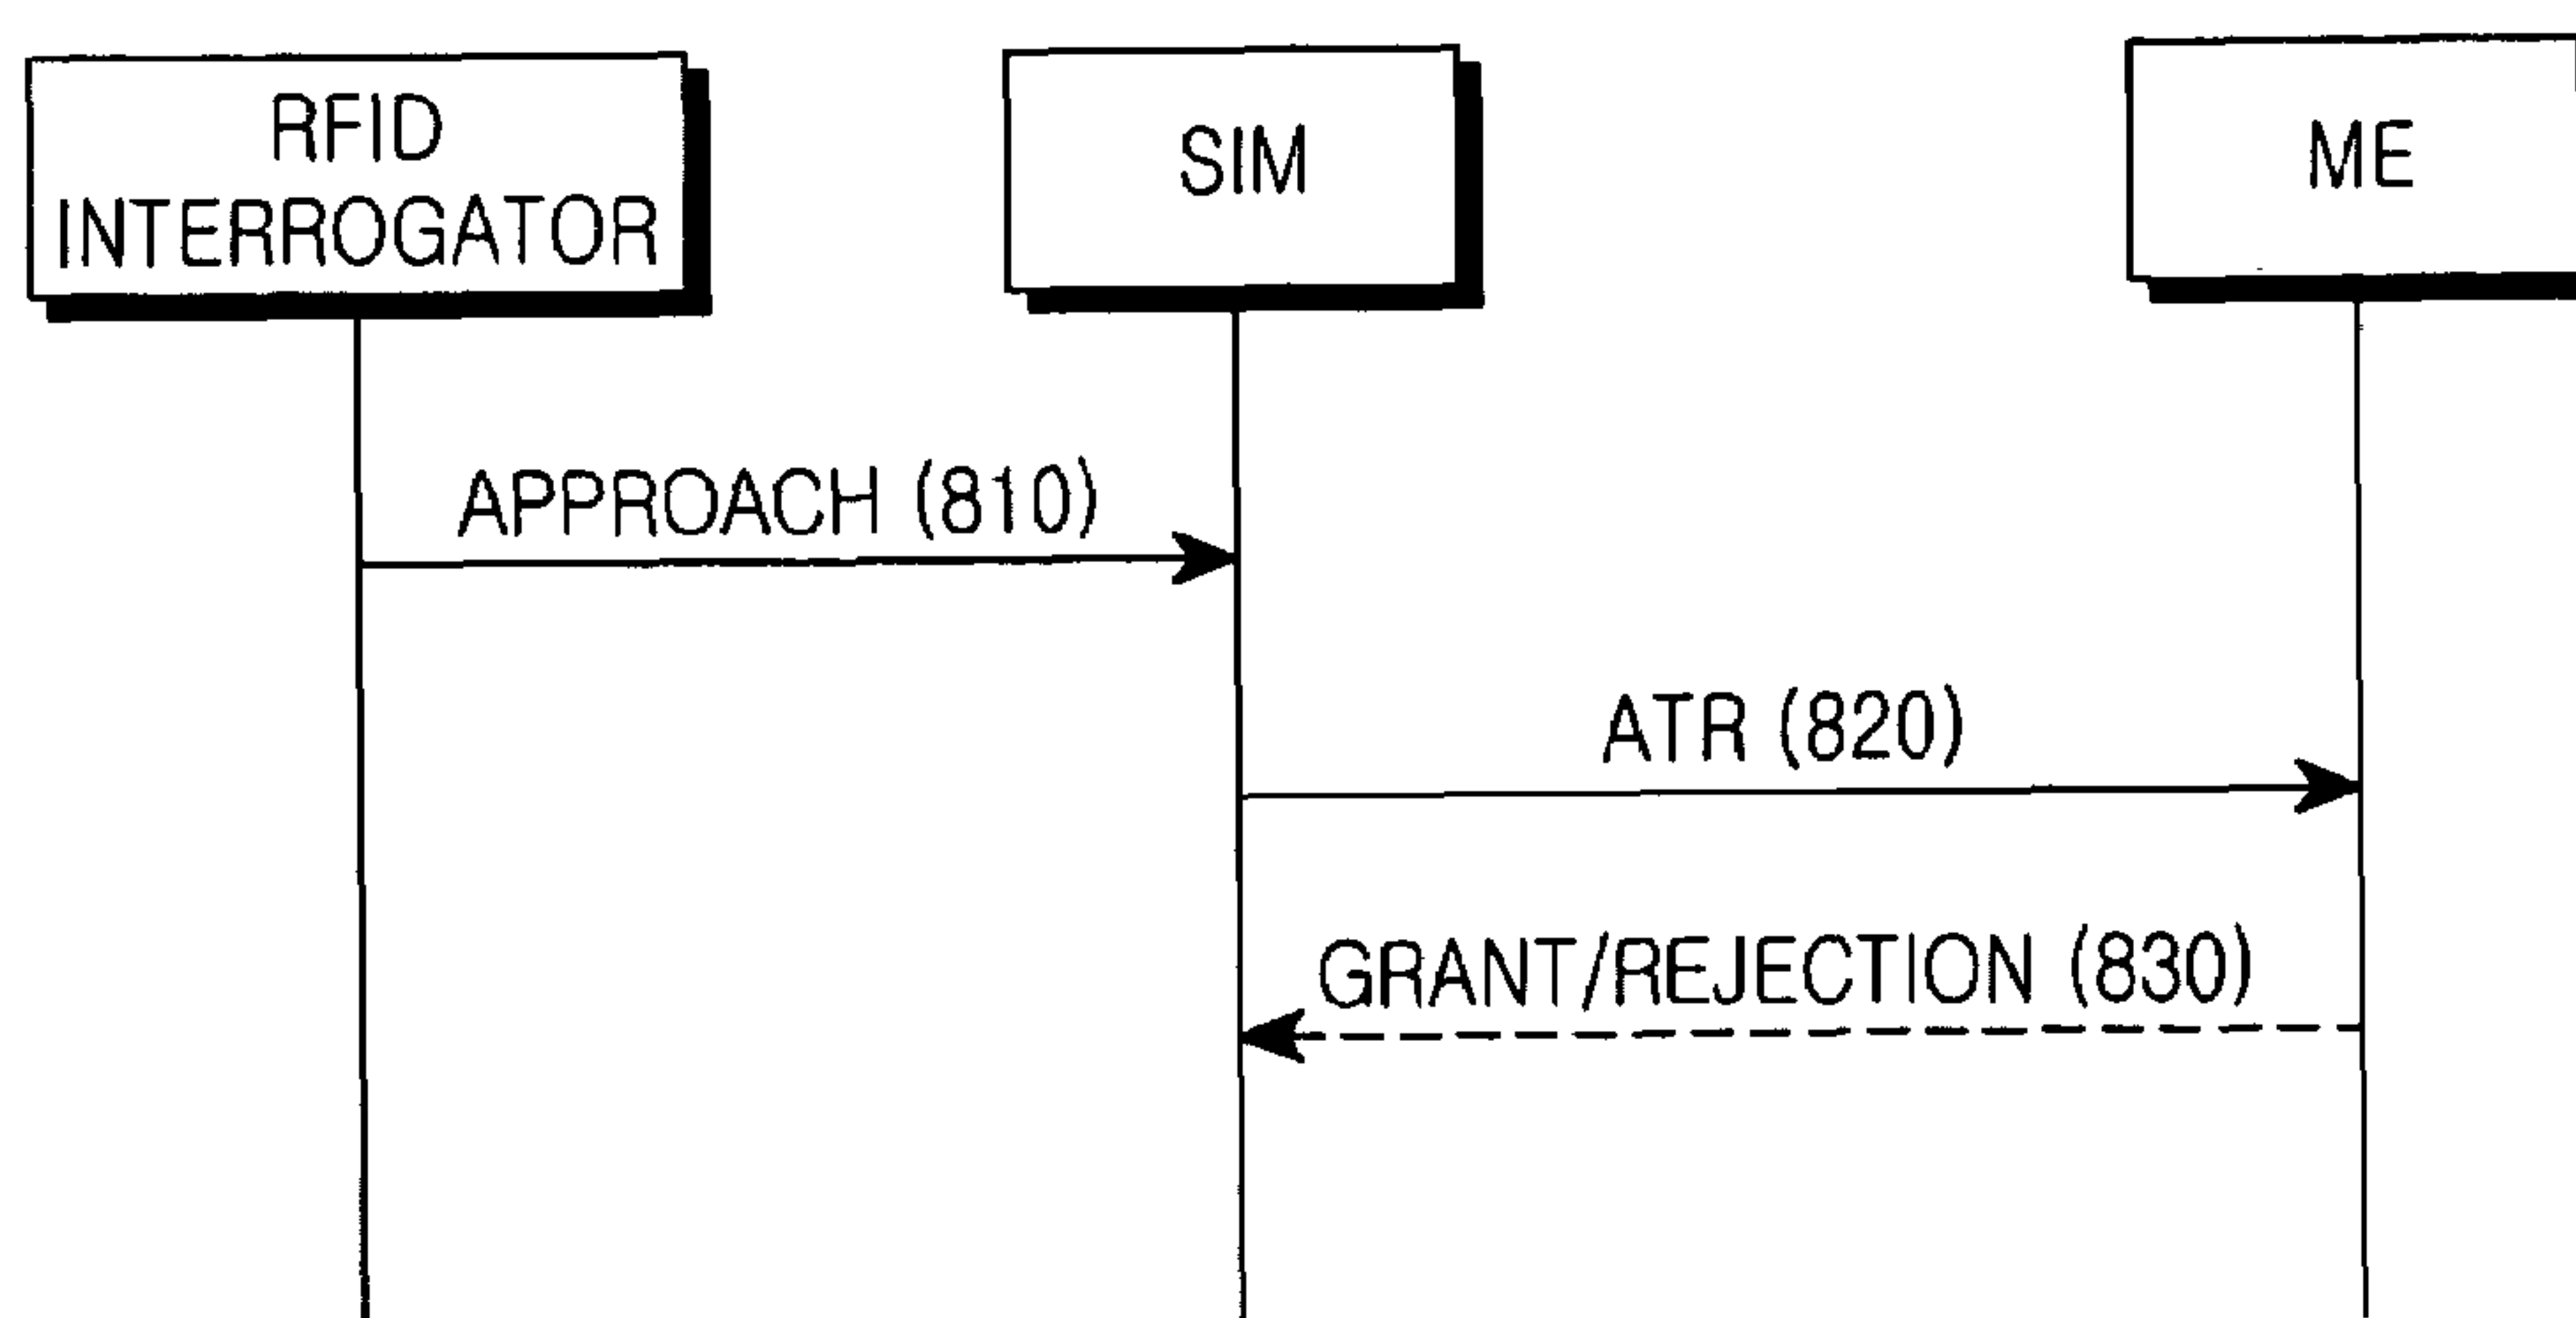 RFID
INTERROGATOR
SIM
ME
APPROACH (810)
ATR (820)
GRANT/REJECTION (830)